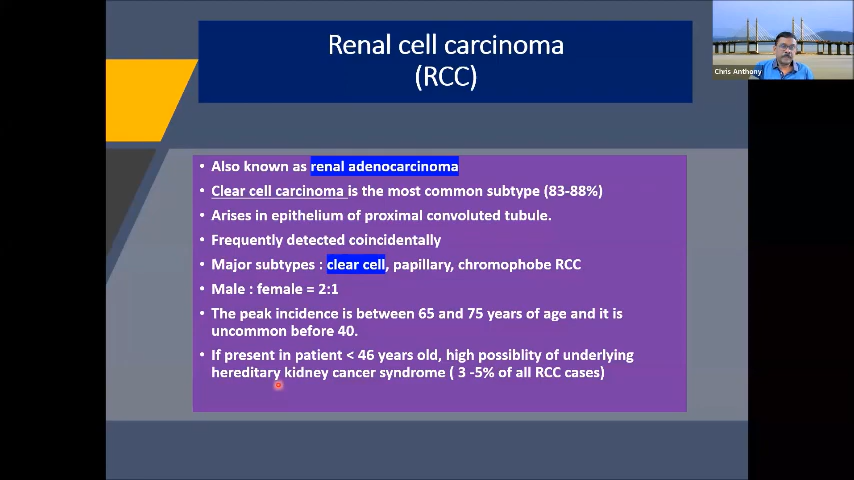 Renal cell carcinoma
(RCC)
Chris Anthony
• Also known as renal adenocarcinoma
• Clear cell carcinoma is the most common subtype (83-88%)
• Arises in epithelium of proximal convoluted tubule.
• Frequently detected coincidentally
• Major subtypes : clear cell, papillary, chromophobe RCC
• Male : female = 2:1
• The peak incidence is between 65 and 75 years of age and it is
uncommon before 40.
• If present in patient < 46 years old, high possiblity of underlying
hereditary kidney cancer syndrome ( 3 -5% of all RCC cases)